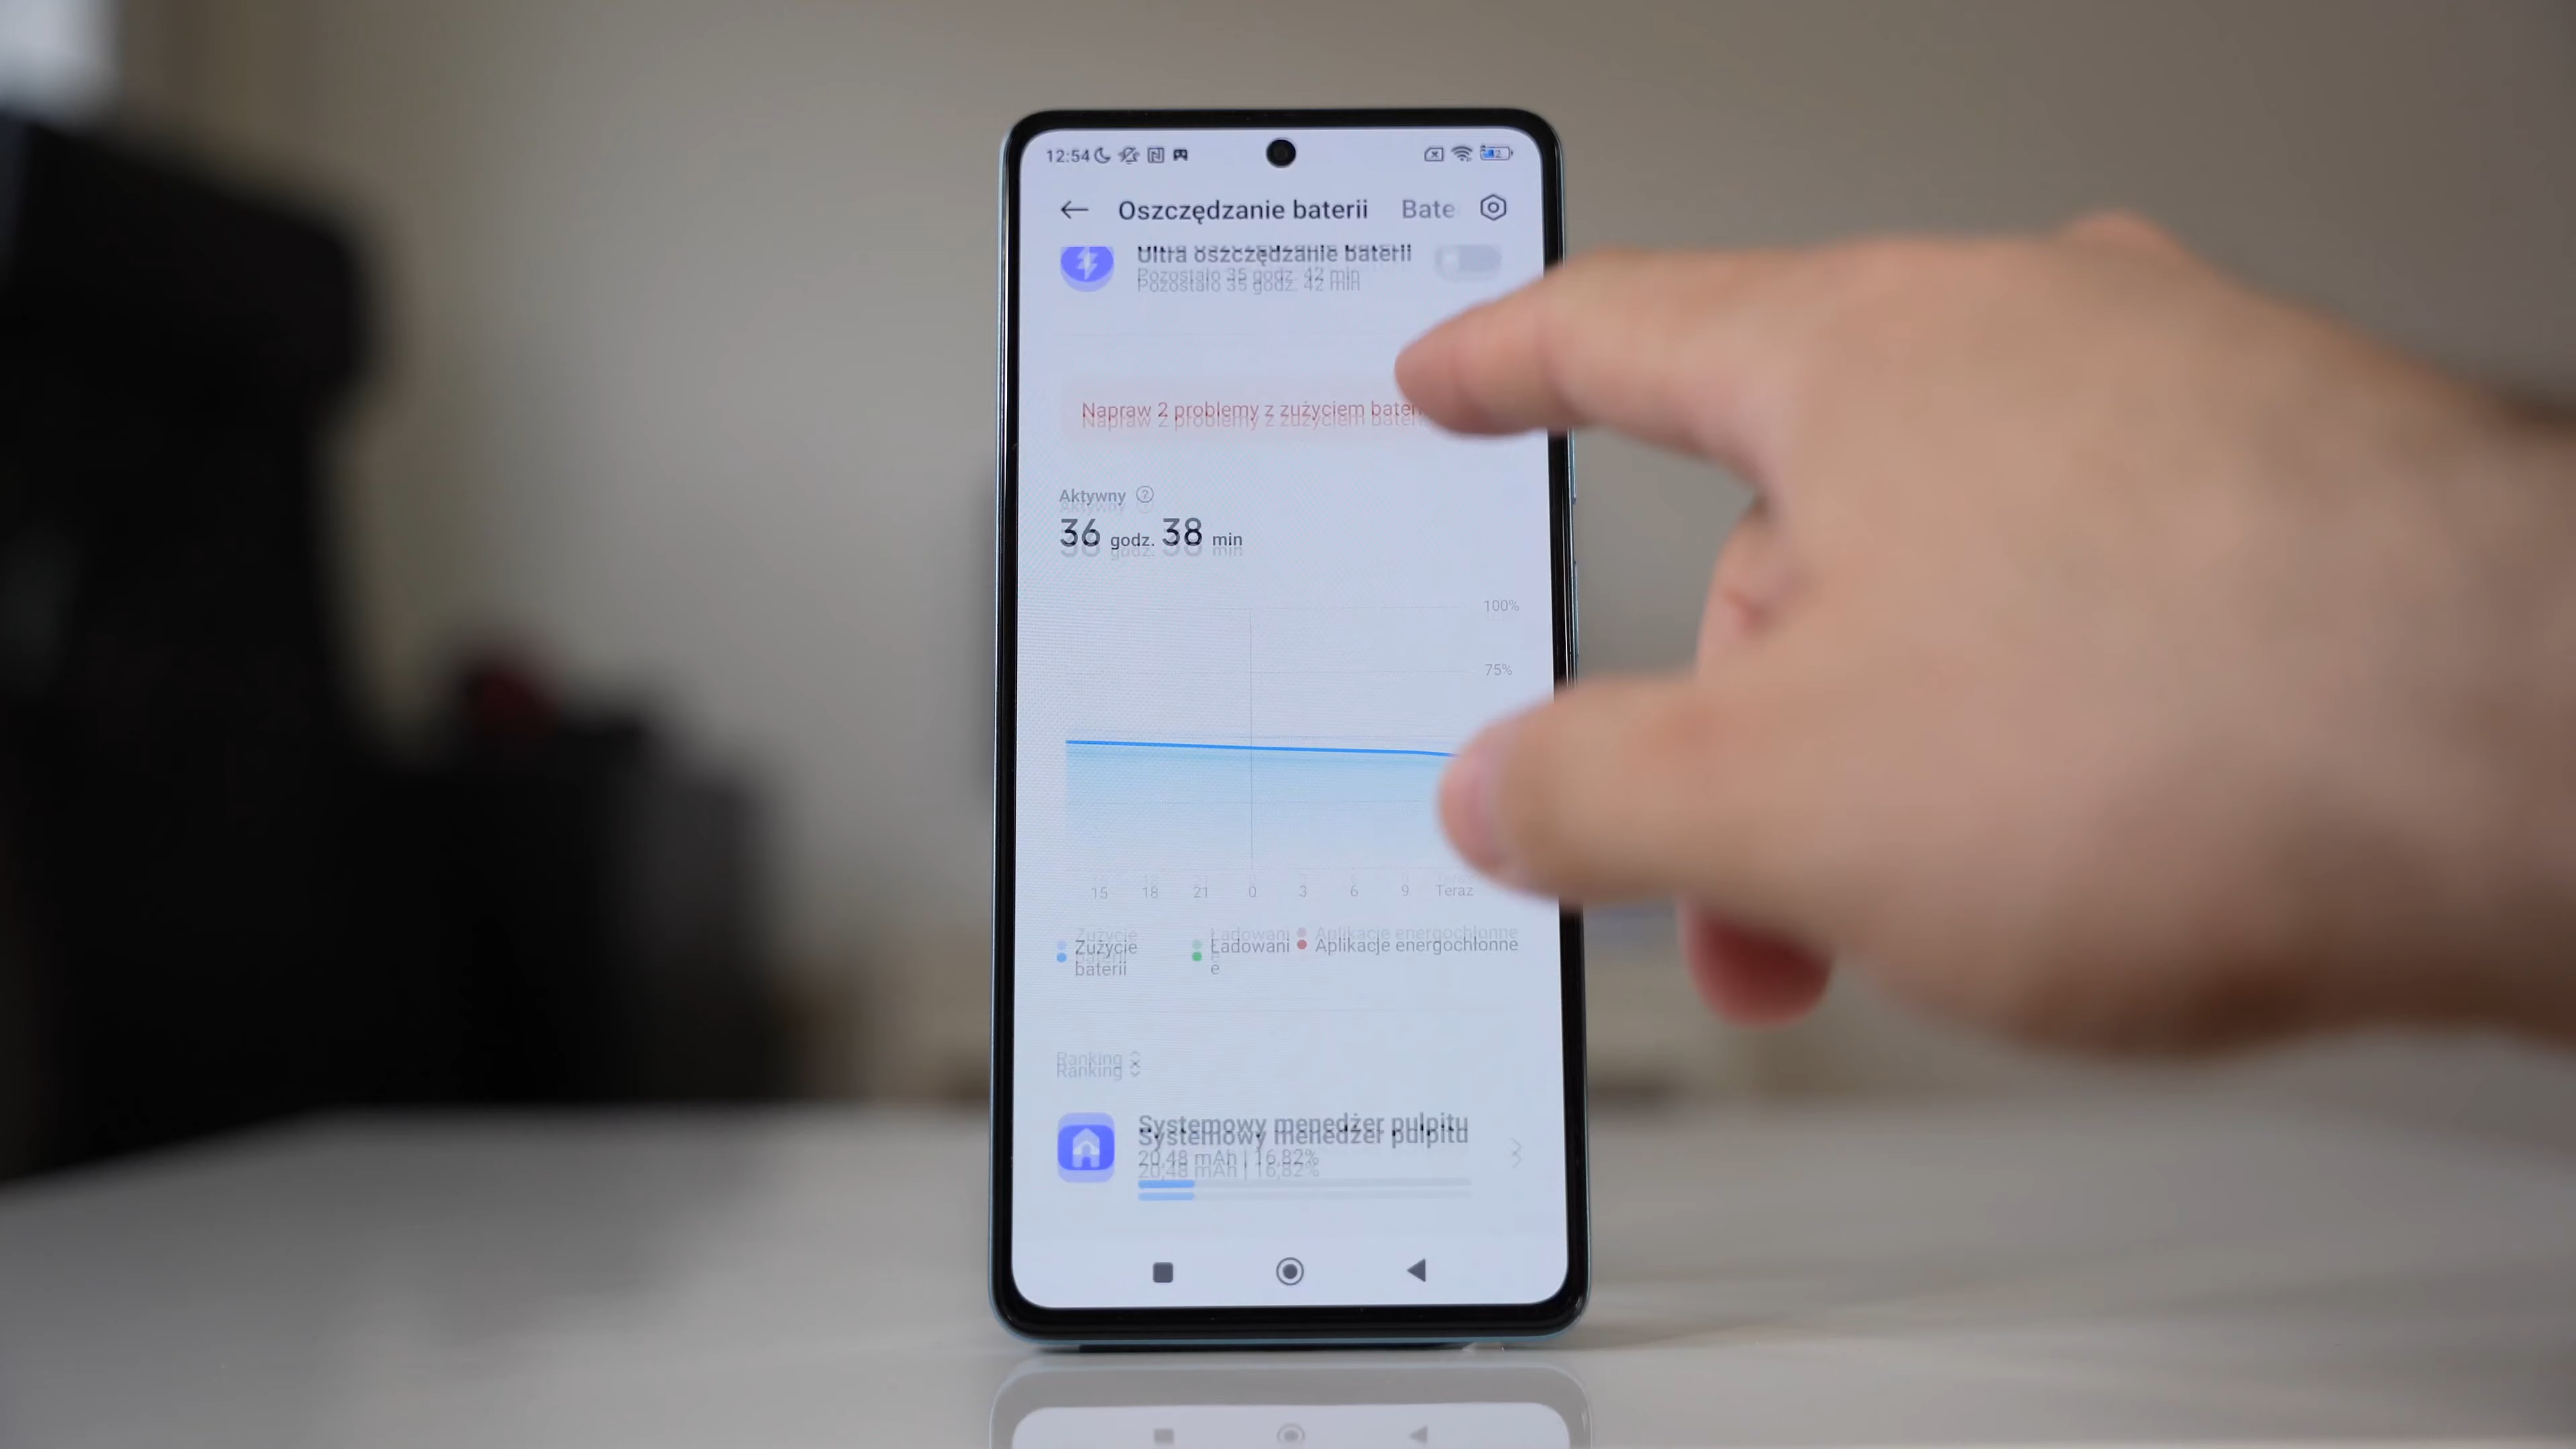 12:54
Oszczędzanie baterii Bate
Ultra oszczędzanie baterii
Pozostało 35 godz. 42 min
Napraw 2 problemy z zużyciem
Aktywny
36 godz. 38 min
100%
75%
15 18 21 0 3 6 9 Teraz
Zużycie baterii
Ładowani
e
Aplikacje energochłonne
Ranking
Systemowy menedżer pulpitu
20,48 mAh | 16,82%